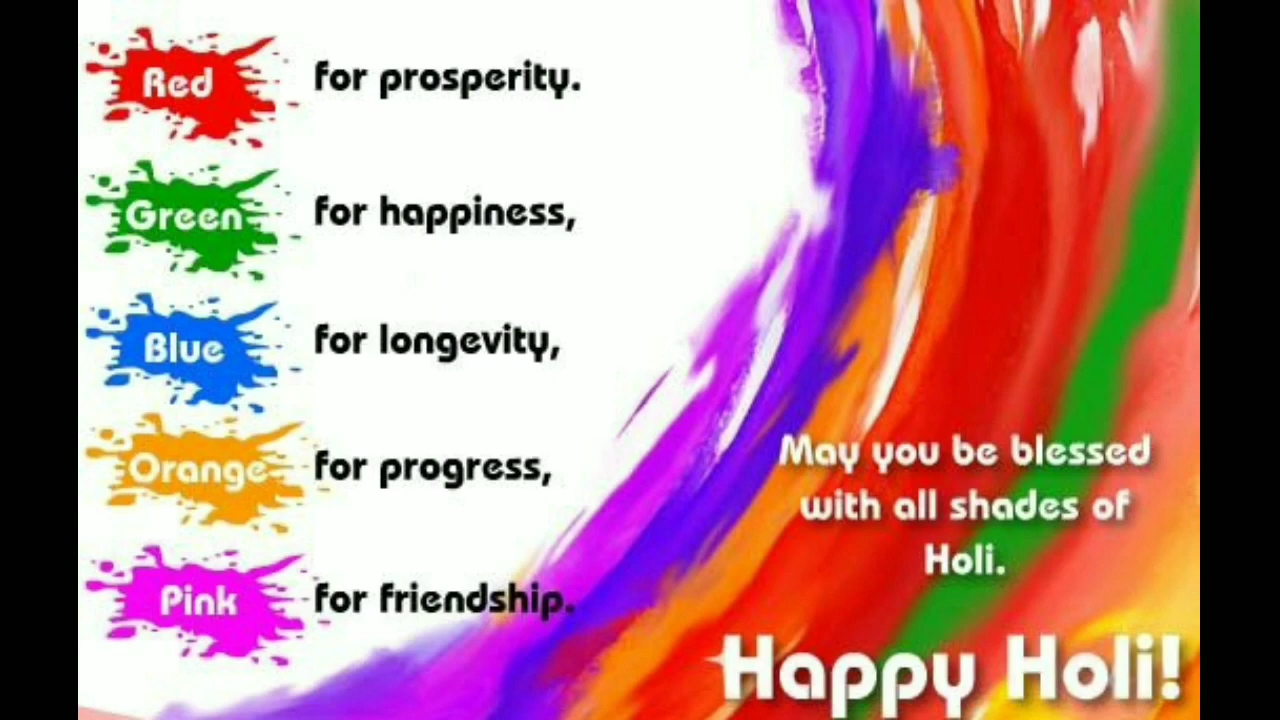 Red for prosperity.
Green for happiness,
Blue for longevity,
Orange for progress,
Pink for friendship.
May you be blessed
with all shades of
Holi.
Happy Holi!